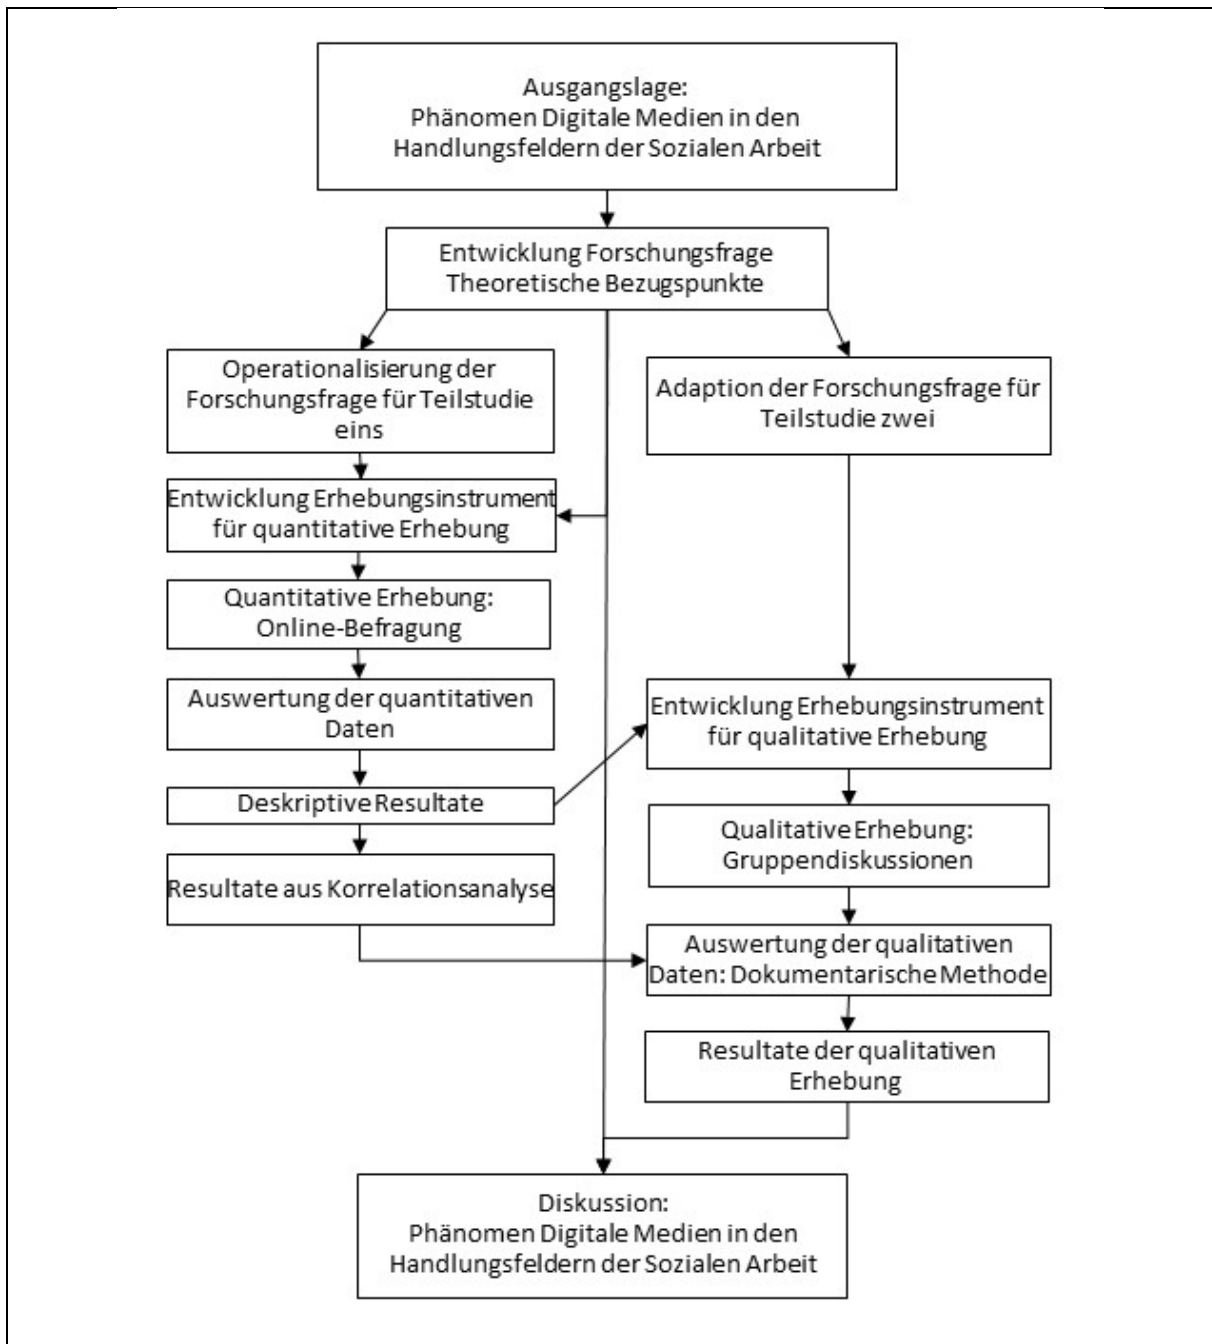 Ausgangslage:
Phänomen Digitale Medien in den
Handlungsfeldern der Sozialen Arbeit
Entwicklung Forschungsfrage
Theoretische Bezugspunkte
Operationalisierung der
Forschungsfrage für Teilstudie
eins
Adaption der Forschungsfrage für
Teilstudie zwei
Entwicklung Erhebungsinstrument
für quantitative Erhebung
Quantitative Erhebung:
Online-Befragung
Auswertung der quantitativen
Daten
Deskriptive Resultate
Resultate aus Korrelationsanalyse
Entwicklung Erhebungsinstrument
für qualitative Erhebung
Qualitative Erhebung:
Gruppendiskussionen
Auswertung der qualitativen
Daten: Dokumentarische Methode
Resultate der qualitativen
Erhebung
Diskussion:
Phänomen Digitale Medien in den
Handlungsfeldern der Sozialen Arbeit